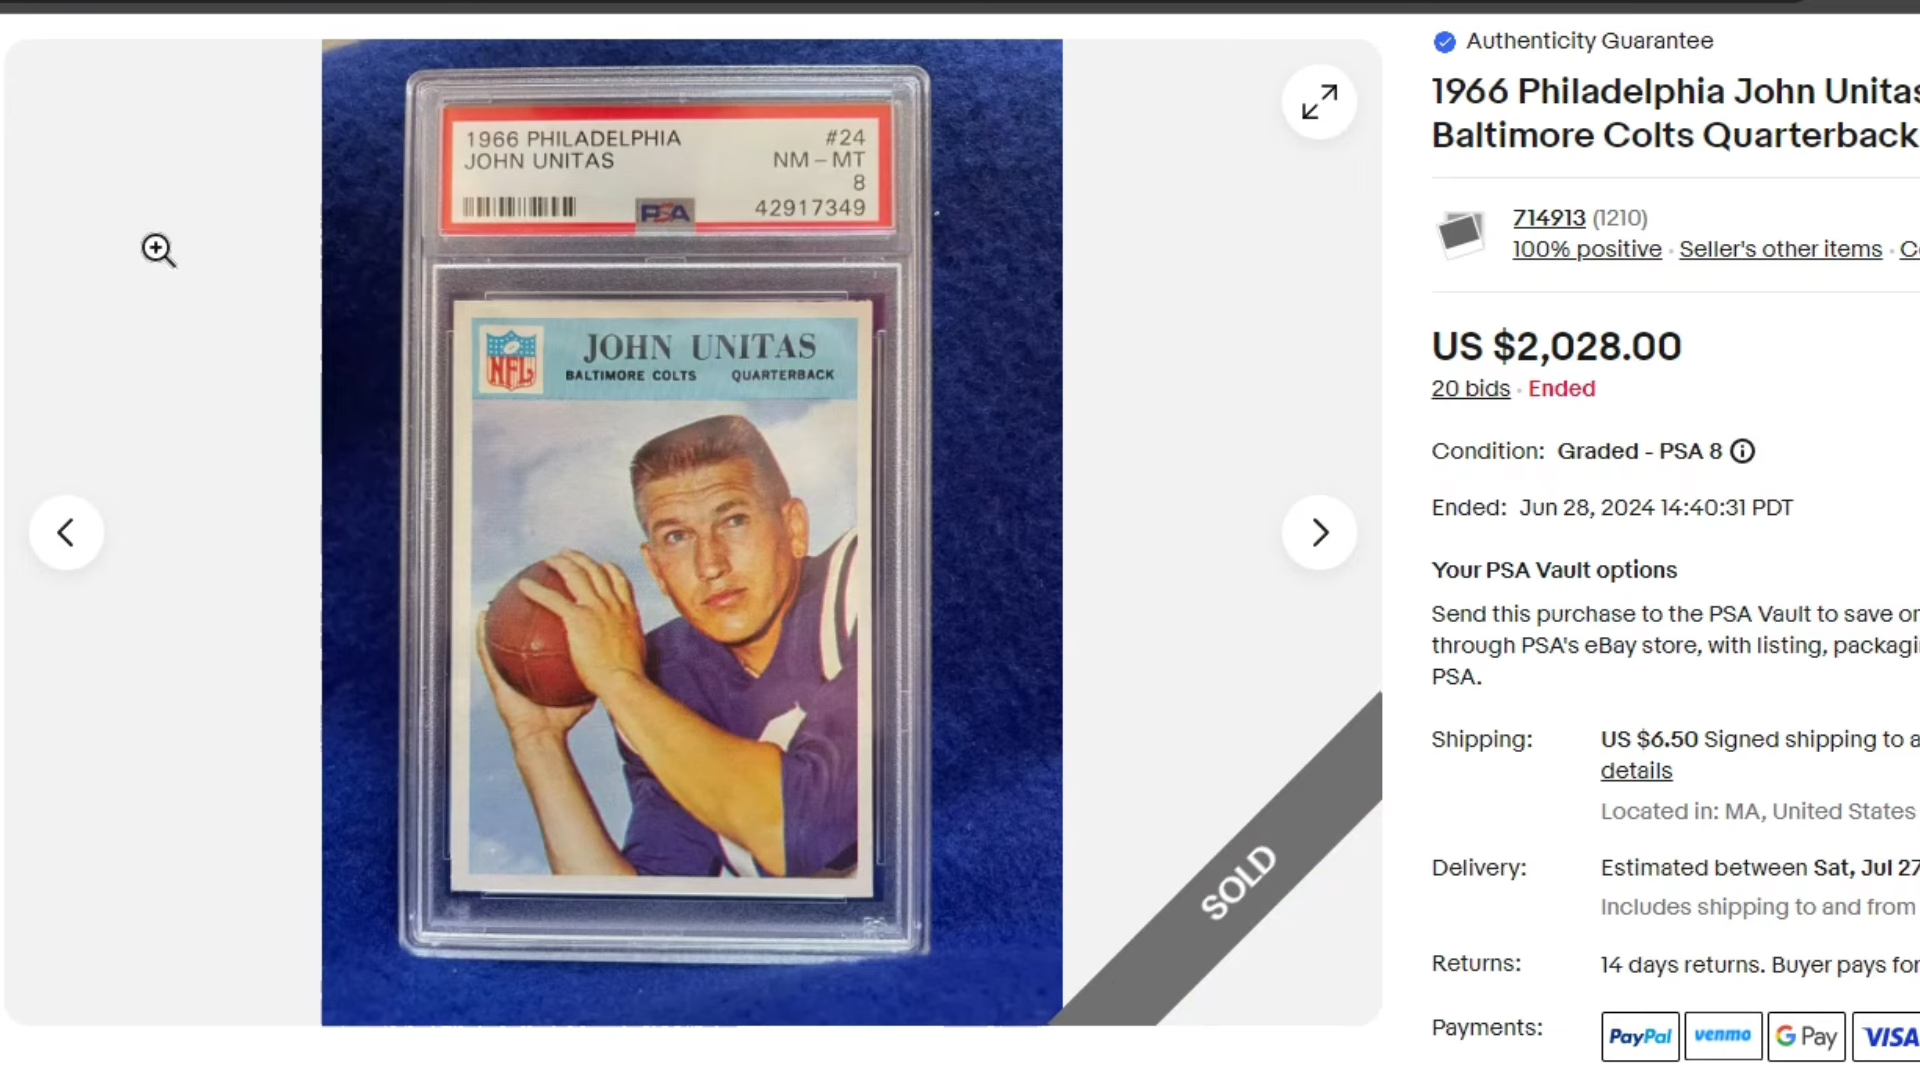 1966 PHILADELPHIA #24
JOHN UNITAS NM – MT
8
PSA 42917349
NFL
JOHN UNITAS
BALTIMORE COLTS QUARTERBACK
SOLD
Authenticity Guarantee
1966 Philadelphia John Unitas
Baltimore Colts Quarterback
714913 (1210)
100% positive · Seller's other items · C
US $2,028.00
20 bids · Ended
Condition: Graded - PSA 8
Ended: Jun 28, 2024 14:40:31 PDT
Your PSA Vault options
Send this purchase to the PSA Vault to save or
through PSA's eBay store, with listing, packagi
PSA.
Shipping: US $6.50 Signed shipping to a
details
Located in: MA, United States
Delivery: Estimated between Sat, Jul 27
Includes shipping to and from
Returns: 14 days returns. Buyer pays for
Payments: PayPal venmo G Pay VISA